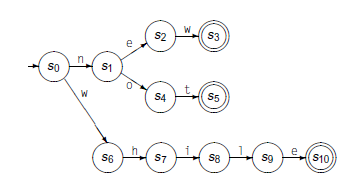 e w
s2 s3
n
s0 s1
o t
s4 s5
w
h i l e
s6 s7 s8 s9 s10